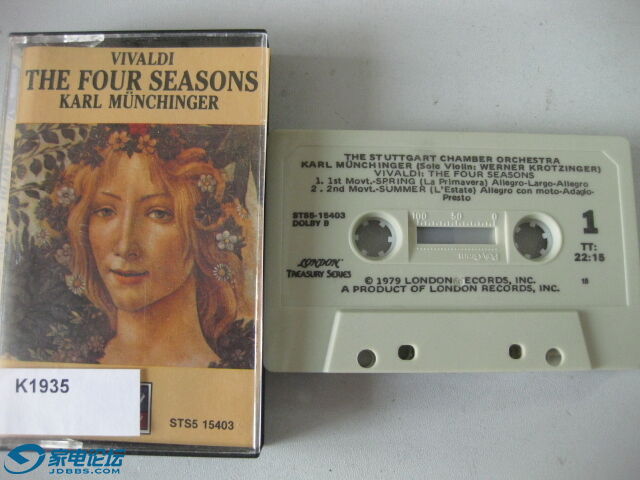 VIVALDI
THE FOUR SEASONS
KARL MÜNCHINGER
K1935
STS5 15403
家电论坛
JDBBS.COM
THE STUTTGART CHAMBER ORCHESTRA
KARL MÜNCHINGER (Solo Violin: WERNER KROTZINGER)
VIVALDI: THE FOUR SEASONS
1. 1st Movt.-SPRING (La Primavera) Allegro-Largo-Allegro
2. 2nd Movt.-SUMMER (L'Estate) Allegro con moto-Adagio-
Presto
STS5-15403
DOLBY B
100 50 0
1
TT:
22:15
LONDON
TREASURY SERIES
© 1979 LONDON ECORDS, INC.
A PRODUCT OF LONDON RECORDS, INC.
18